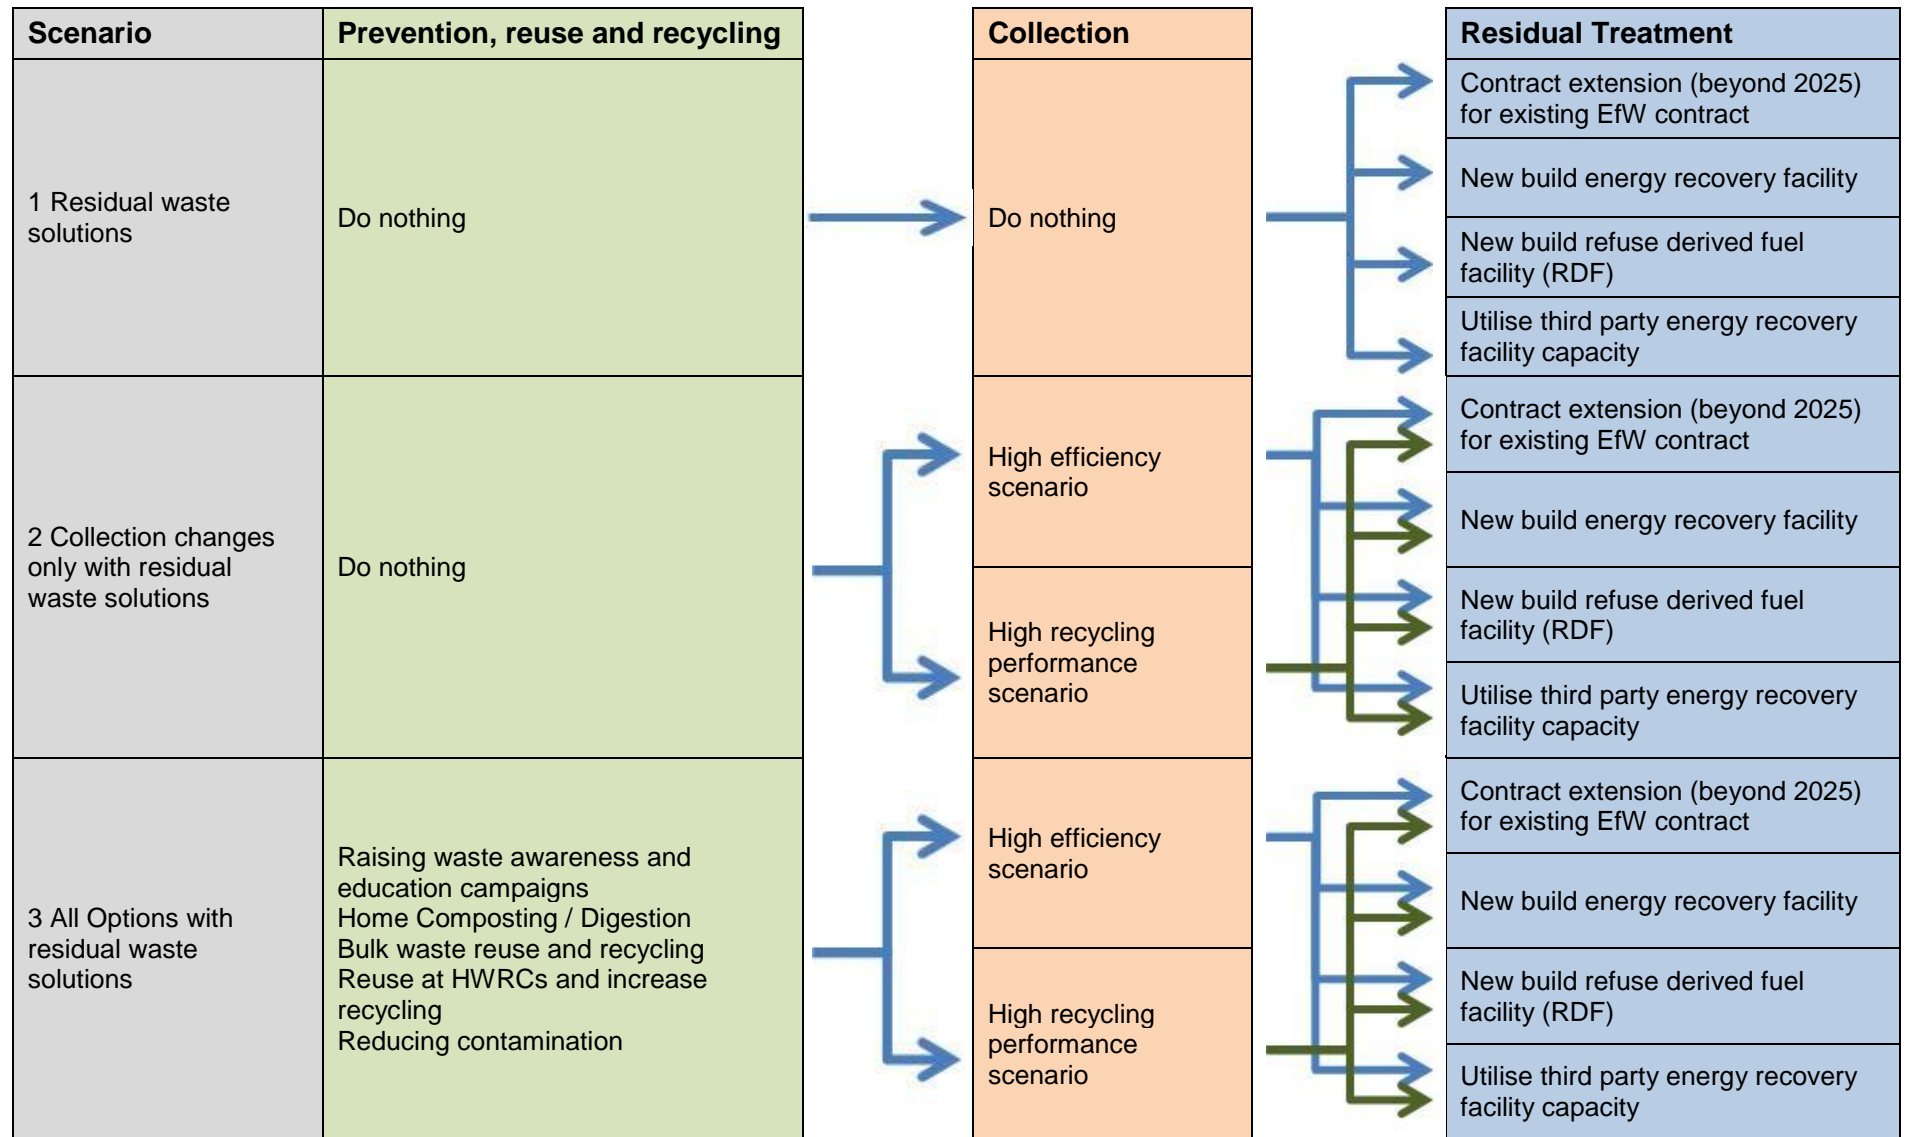 Scenario
Prevention, reuse and recycling
Collection
Residual Treatment
1 Residual waste
solutions
Do nothing
Do nothing
Contract extension (beyond 2025)
for existing EfW contract
New build energy recovery facility
New build refuse derived fuel
facility (RDF)
Utilise third party energy recovery
facility capacity
2 Collection changes
only with residual
waste solutions
Do nothing
High efficiency
scenario
High recycling
performance
scenario
Contract extension (beyond 2025)
for existing EfW contract
New build energy recovery facility
New build refuse derived fuel
facility (RDF)
Utilise third party energy recovery
facility capacity
3 All Options with
residual waste
solutions
Raising waste awareness and
education campaigns
Home Composting / Digestion
Bulk waste reuse and recycling
Reuse at HWRCs and increase
recycling
Reducing contamination
High efficiency
scenario
High recycling
performance
scenario
Contract extension (beyond 2025)
for existing EfW contract
New build energy recovery facility
New build refuse derived fuel
facility (RDF)
Utilise third party energy recovery
facility capacity